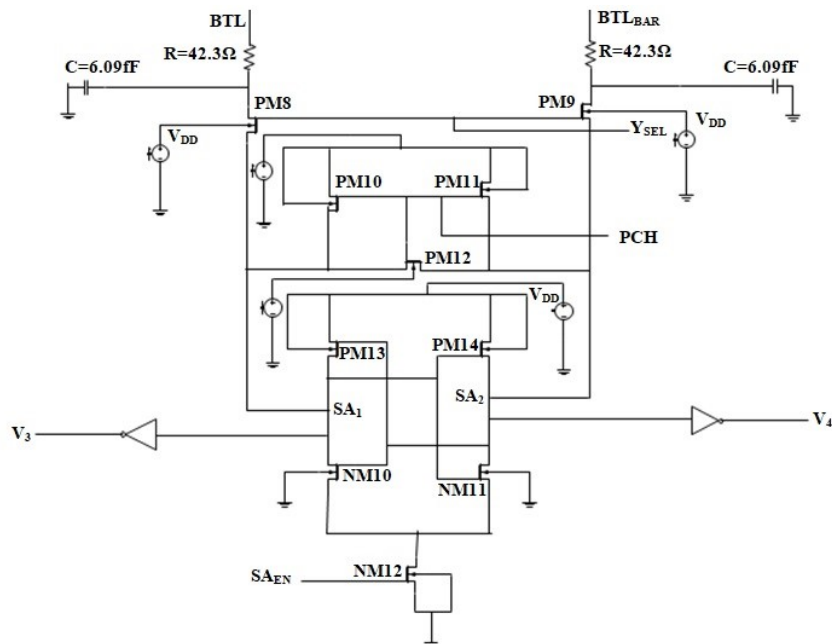 BTL
BTL_BAR
R=42.3Ω
R=42.3Ω
C=6.09fF
C=6.09fF
PM8
PM9
V_DD
V_DD
Y_SEL
PM10
PM11
PCH
PM12
V_DD
PM13
PM14
SA_1
SA_2
V_3
V_4
NM10
NM11
SA_EN
NM12